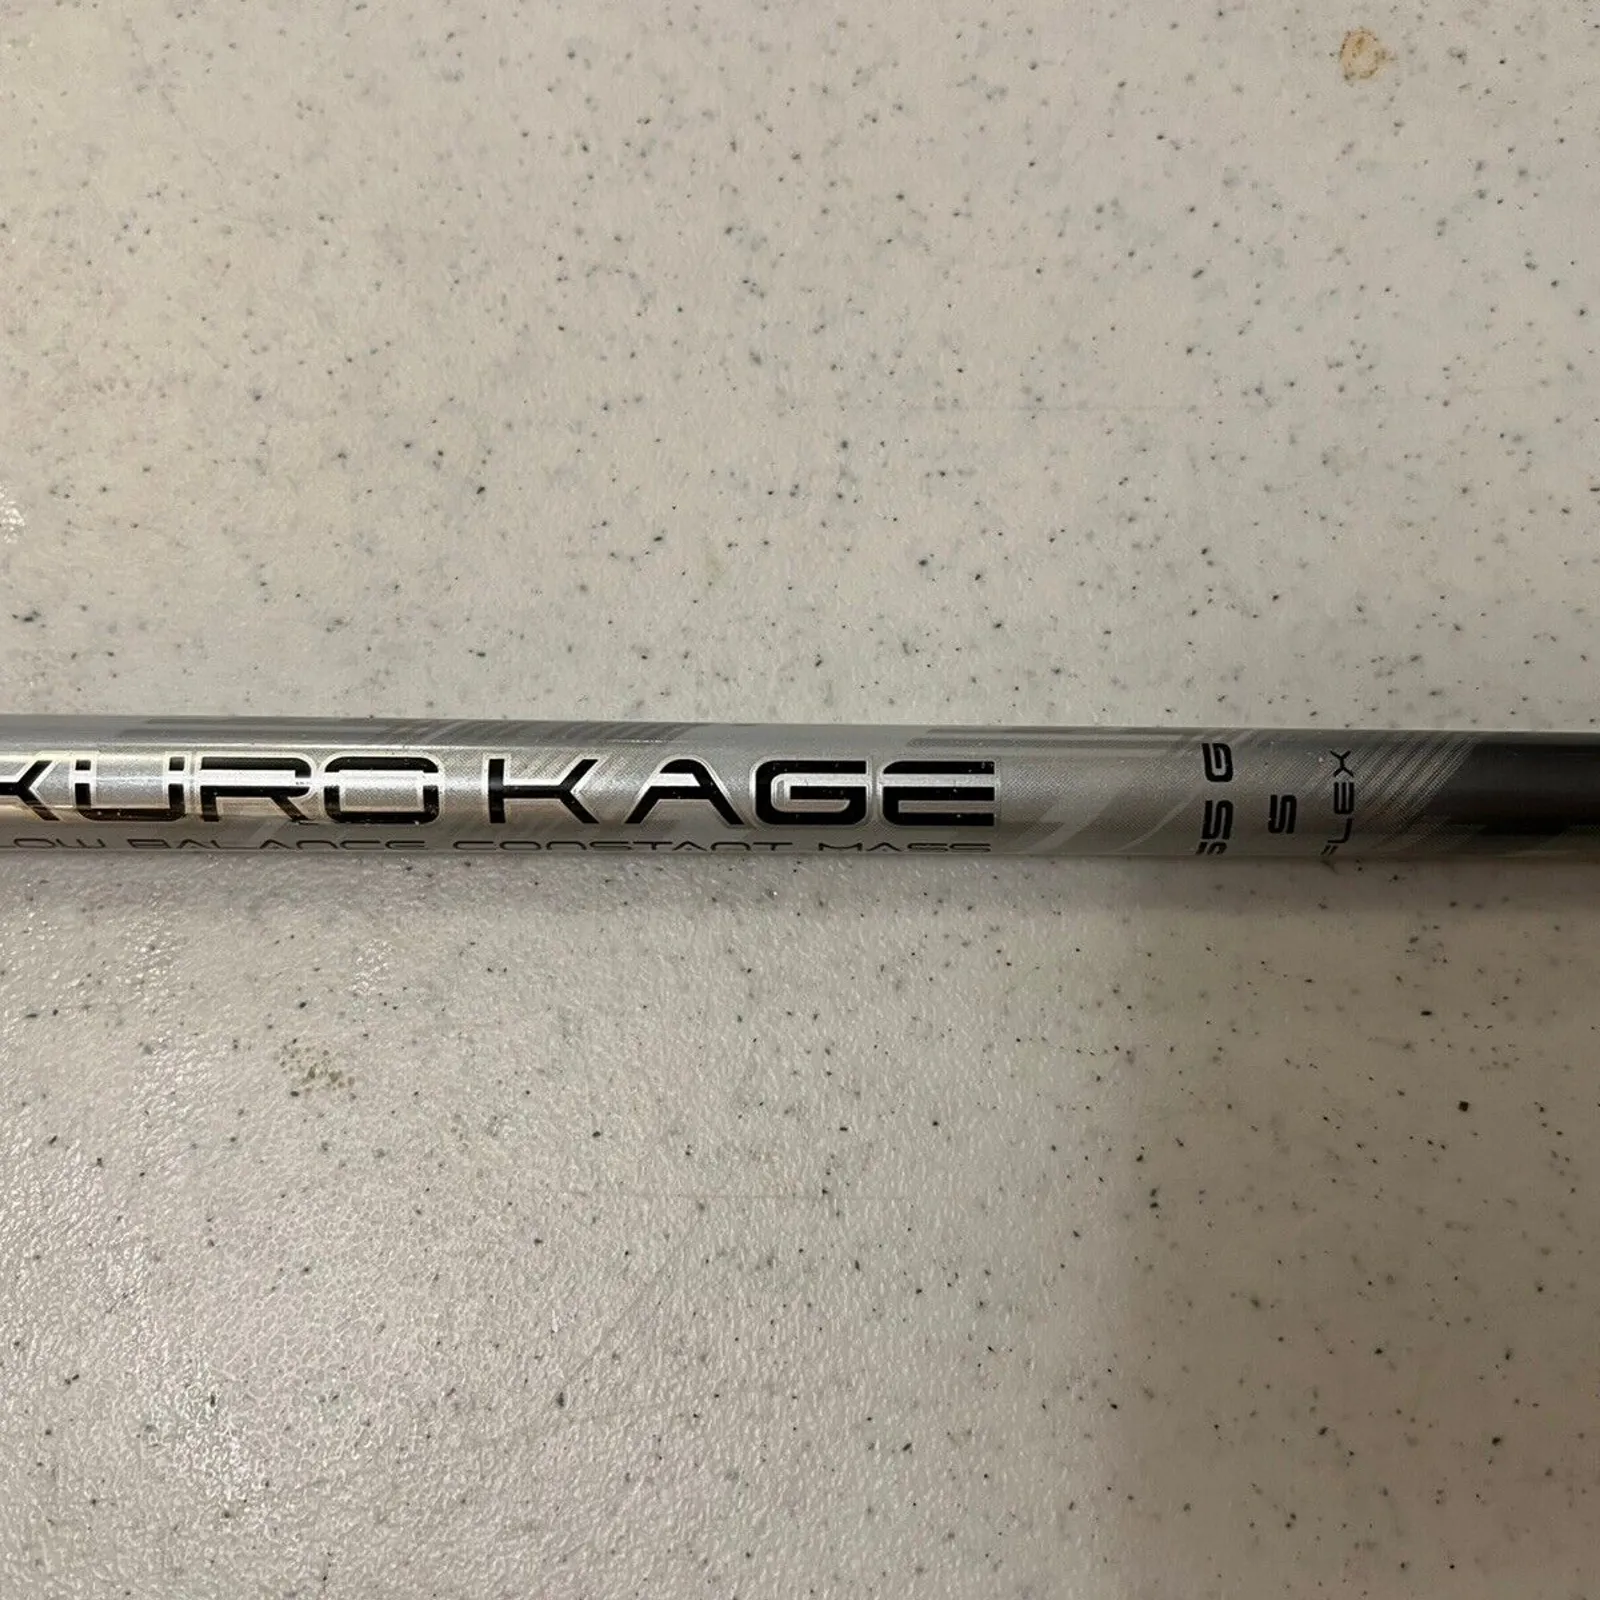 KURO KAGE
LOW BALANCE CONSTANT MASS
55 G
S
FLEX